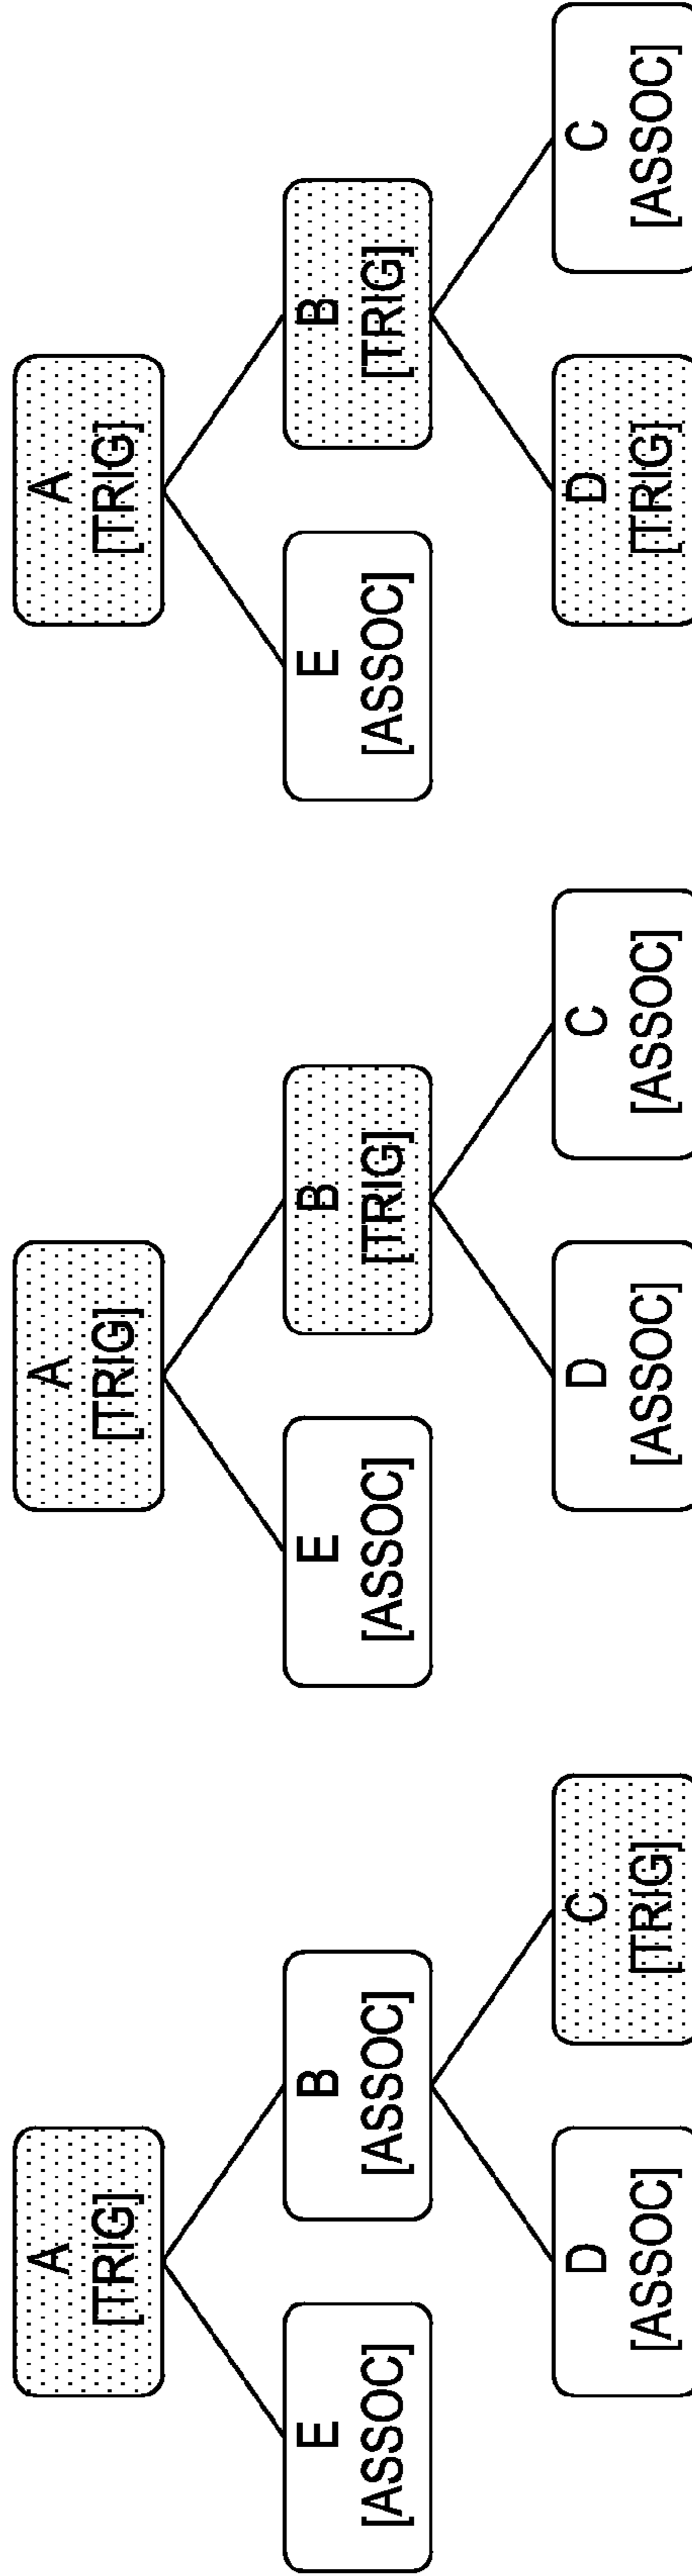 A
[TRIG]
E
[ASSOC]
B
[ASSOC]
D
[ASSOC]
C
[TRIG]
A
[TRIG]
E
[ASSOC]
B
[TRIG]
D
[ASSOC]
C
[ASSOC]
A
[TRIG]
E
[ASSOC]
B
[TRIG]
D
[TRIG]
C
[ASSOC]